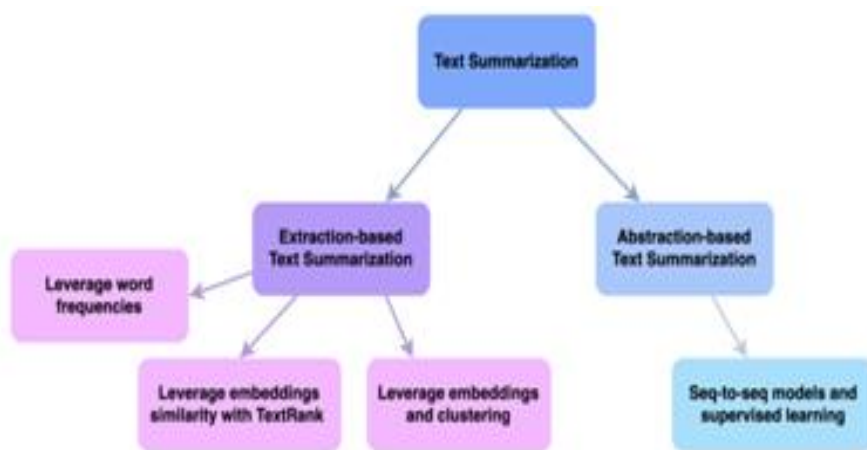 Text Summarization
Extraction-based
Text Summarization
Abstraction-based
Text Summarization
Leverage word
frequencies
Leverage embeddings
similarity with TextRank
Leverage embeddings
and clustering
Seq-to-seq models and
supervised learning